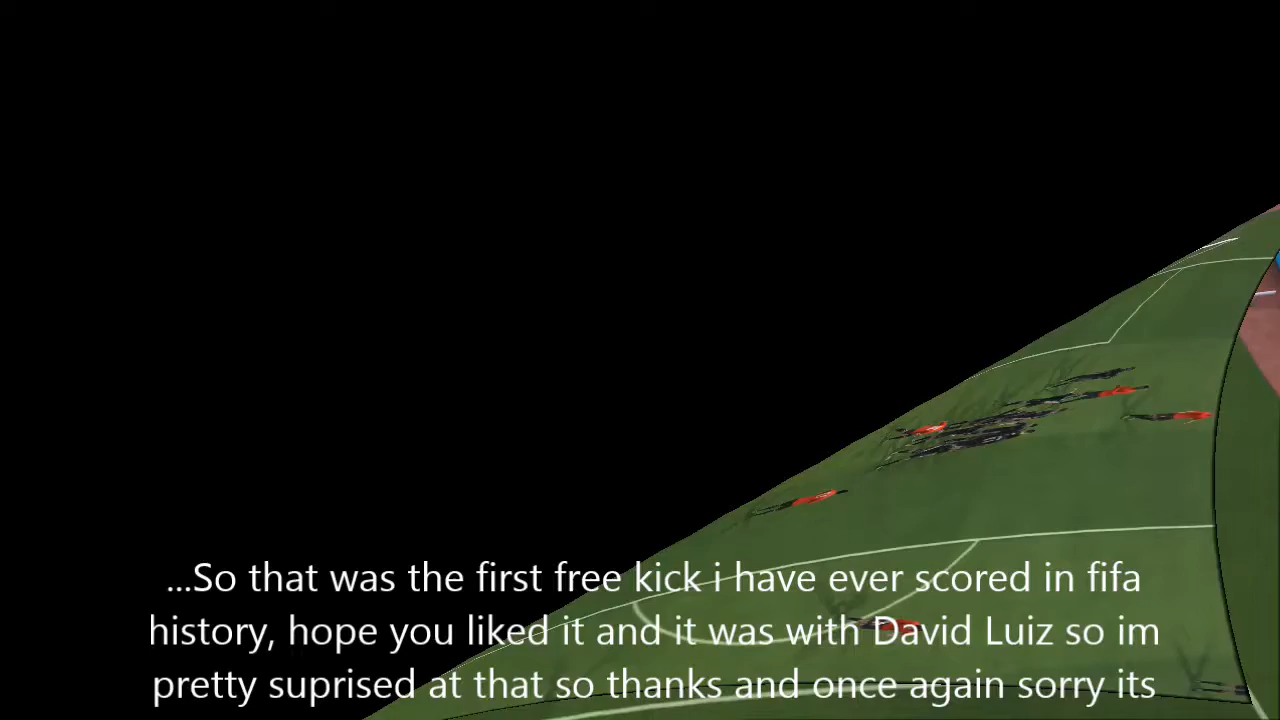 ...So that was the first free kick i have ever scored in fifa
history, hope you liked it and it was with David Luiz so im
pretty suprised at that so thanks and once again sorry its